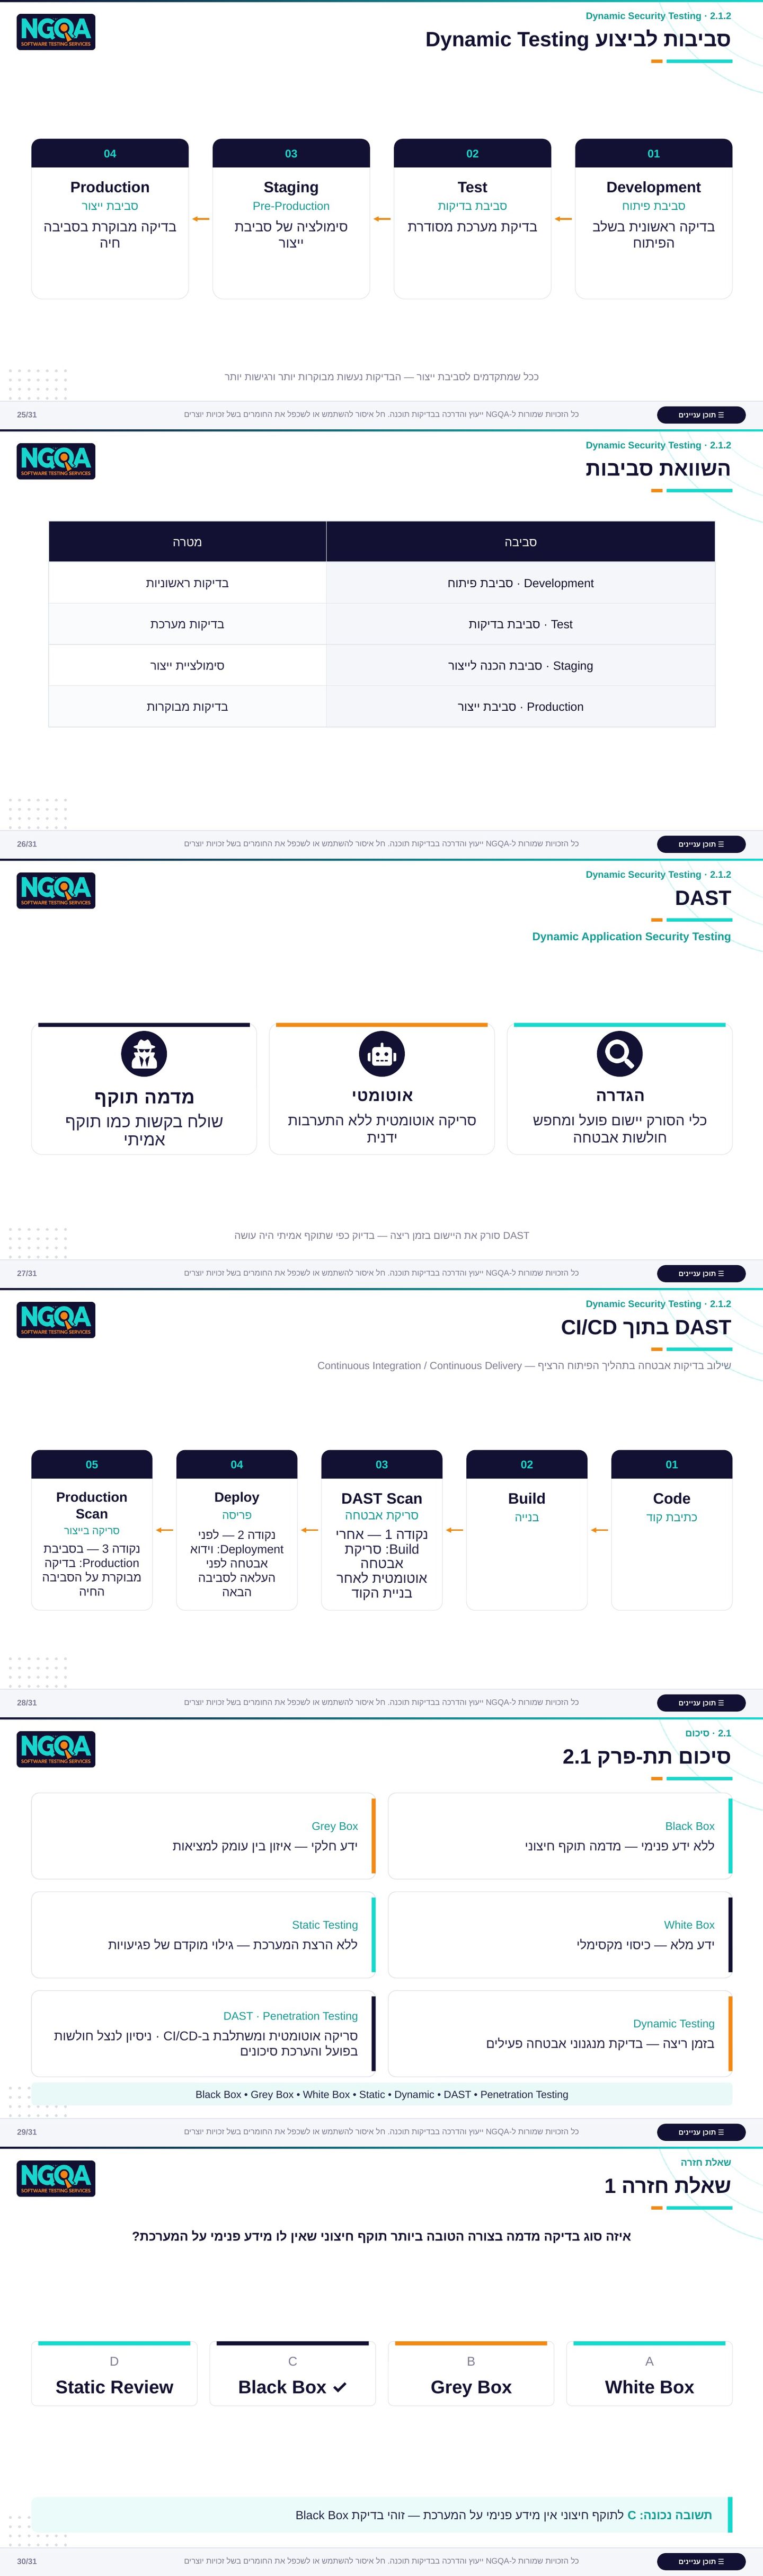 Dynamic Security Testing · 2.1.2
סביבות לביצוע Dynamic Testing
NGQA
SOFTWARE TESTING SERVICES
01
Development
סביבת פיתוח
בדיקה ראשונית בשלב
הפיתוח
02
Test
סביבת בדיקות
בדיקת מערכת מסודרת
03
Staging
Pre-Production
סימולציה של סביבת
ייצור
04
Production
סביבת ייצור
בדיקה מבוקרת בסביבה
חיה
ככל שמתקדמים לסביבת ייצור — הבדיקות נעשות מבוקרות יותר ורגישות יותר
☰ תוכן עניינים
כל הזכויות שמורות ל-NGQA ייעוץ והדרכה בבדיקות תוכנה. חל איסור להשתמש או לשכפל את החומרים בשל זכויות יוצרים
25/31
Dynamic Security Testing · 2.1.2
השוואת סביבות
NGQA
SOFTWARE TESTING SERVICES
סביבה
מטרה
Development · סביבת פיתוח
בדיקות ראשוניות
Test · סביבת בדיקות
בדיקות מערכת
Staging · סביבת הכנה לייצור
סימולציית ייצור
Production · סביבת ייצור
בדיקות מבוקרות
☰ תוכן עניינים
כל הזכויות שמורות ל-NGQA ייעוץ והדרכה בבדיקות תוכנה. חל איסור להשתמש או לשכפל את החומרים בשל זכויות יוצרים
26/31
Dynamic Security Testing · 2.1.2
DAST
Dynamic Application Security Testing
NGQA
SOFTWARE TESTING SERVICES
הגדרה
כלי הסורק יישום פועל ומחפש
חולשות אבטחה
אוטומטי
סריקה אוטומטית ללא התערבות
ידנית
מדמה תוקף
שולח בקשות כמו תוקף
אמיתי
DAST סורק את היישום בזמן ריצה — בדיוק כפי שתוקף אמיתי היה עושה
☰ תוכן עניינים
כל הזכויות שמורות ל-NGQA ייעוץ והדרכה בבדיקות תוכנה. חל איסור להשתמש או לשכפל את החומרים בשל זכויות יוצרים
27/31
Dynamic Security Testing · 2.1.2
DAST בתוך CI/CD
שילוב בדיקות אבטחה בתהליך הפיתוח הרציף — Continuous Integration / Continuous Delivery
NGQA
SOFTWARE TESTING SERVICES
01
Code
כתיבת קוד
02
Build
בנייה
03
DAST Scan
סריקת אבטחה
נקודה 1 — אחרי
Build: סריקת
אבטחה
אוטומטית לאחר
בניית הקוד
04
Deploy
פריסה
נקודה 2 — לפני
Deployment: וידוא
אבטחה לפני
העלאה לסביבה
הבאה
05
Production
Scan
סריקה בייצור
נקודה 3 — בסביבת
Production: בדיקה
מבוקרת על הסביבה
החיה
☰ תוכן עניינים
כל הזכויות שמורות ל-NGQA ייעוץ והדרכה בבדיקות תוכנה. חל איסור להשתמש או לשכפל את החומרים בשל זכויות יוצרים
28/31
2.1 · סיכום
סיכום תת-פרק 2.1
NGQA
SOFTWARE TESTING SERVICES
Black Box
ללא ידע פנימי — מדמה תוקף חיצוני
Grey Box
ידע חלקי — איזון בין עומק למציאות
White Box
ידע מלא — כיסוי מקסימלי
Static Testing
ללא הרצת המערכת — גילוי מוקדם של פגיעויות
Dynamic Testing
בזמן ריצה — בדיקת מנגנוני אבטחה פעילים
DAST · Penetration Testing
סריקה אוטומטית ומשתלבת ב-CI/CD · ניסיון לנצל חולשות
בפועל והערכת סיכונים
Black Box • Grey Box • White Box • Static • Dynamic • DAST • Penetration Testing
☰ תוכן עניינים
כל הזכויות שמורות ל-NGQA ייעוץ והדרכה בבדיקות תוכנה. חל איסור להשתמש או לשכפל את החומרים בשל זכויות יוצרים
29/31
שאלת חזרה
שאלת חזרה 1
NGQA
SOFTWARE TESTING SERVICES
איזה סוג בדיקה מדמה בצורה הטובה ביותר תוקף חיצוני שאין לו מידע פנימי על המערכת?
A
White Box
B
Grey Box
C
Black Box ✓
D
Static Review
תשובה נכונה: C לתוקף חיצוני אין מידע פנימי על המערכת — זוהי בדיקת Black Box
☰ תוכן עניינים
כל הזכויות שמורות ל-NGQA ייעוץ והדרכה בבדיקות תוכנה. חל איסור להשתמש או לשכפל את החומרים בשל זכויות יוצרים
30/31